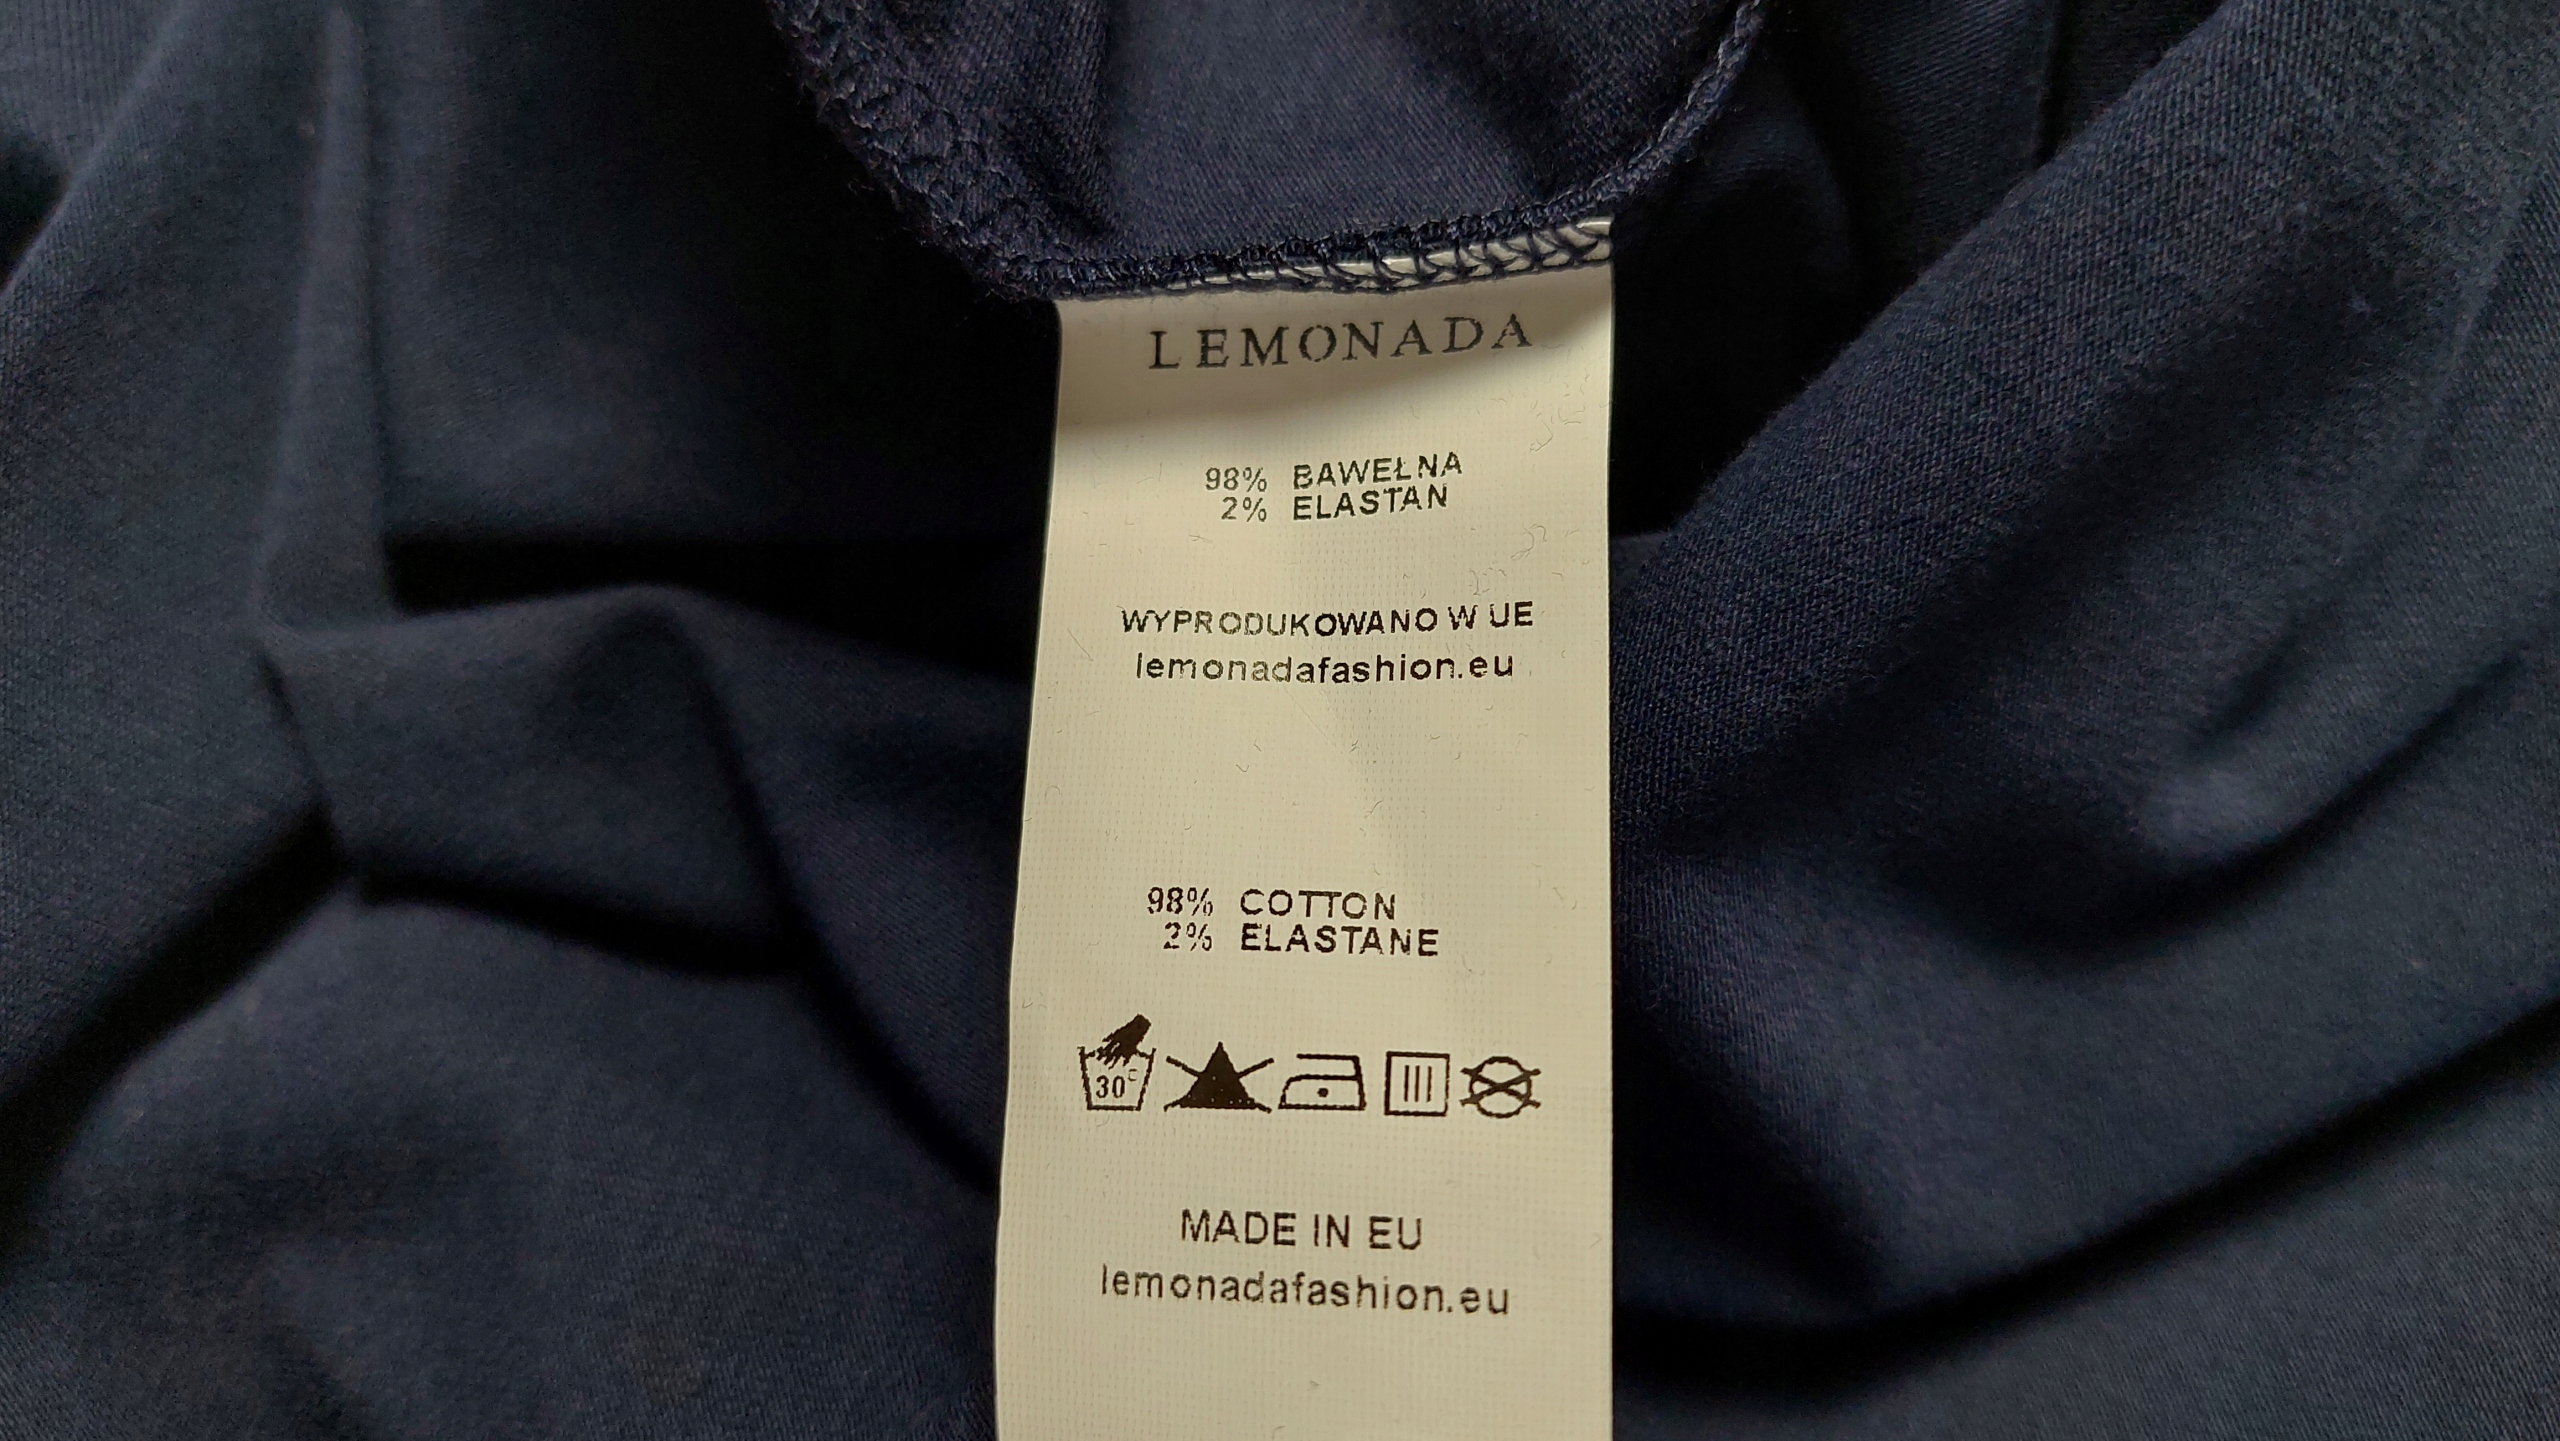 LEMONADA
98% BAWEŁNA
2% ELASTAN
WYPRODUKOWANO W UE
lemonadafashion.eu
98% COTTON
2% ELASTANE
30°
MADE IN EU
lemonadafashion.eu